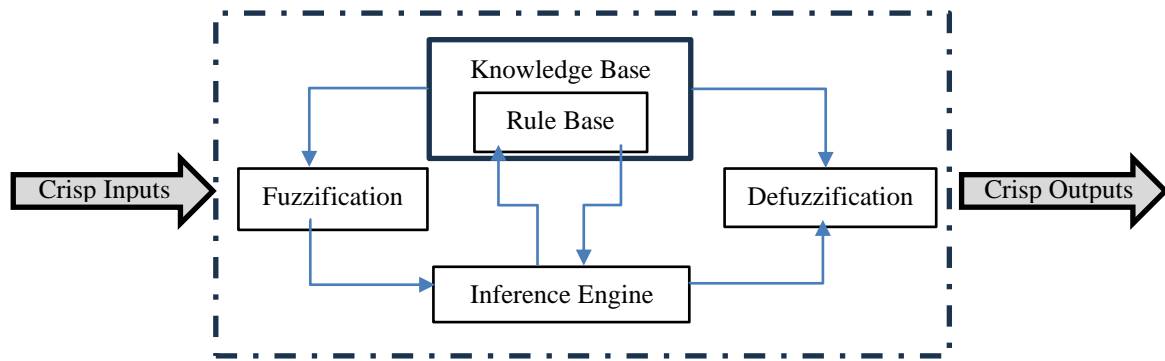 Knowledge Base
Rule Base
Crisp Inputs
Fuzzification
Defuzzification
Crisp Outputs
Inference Engine